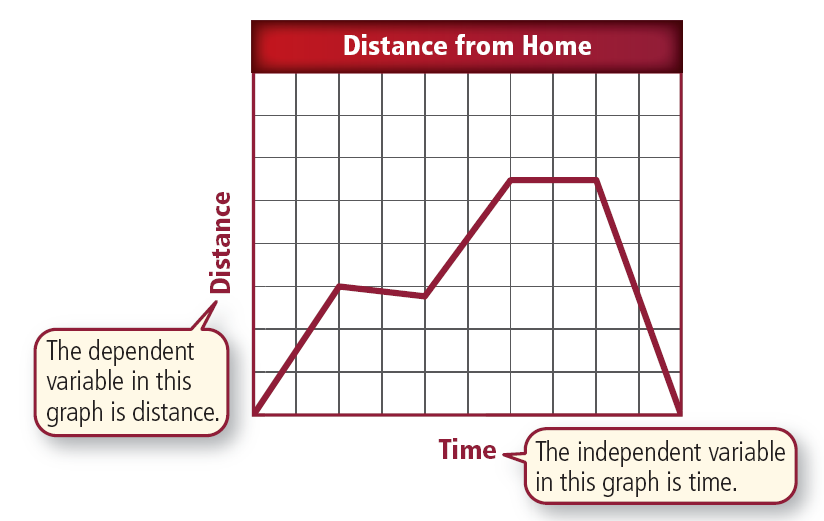 Distance from Home
Distance
The dependent
variable in this
graph is distance.
Time
The independent variable
in this graph is time.